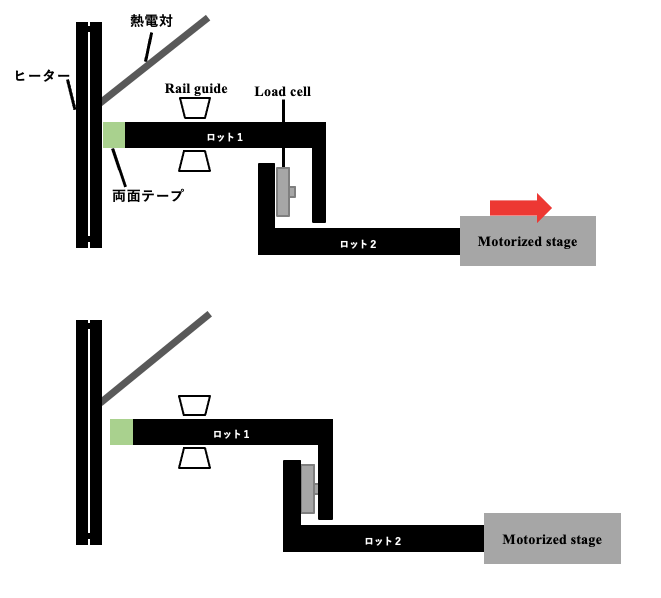 熱電対
ヒーター
Rail guide
Load cell
ロット1
両面テープ
ロット2
Motorized stage
ロット1
ロット2
Motorized stage